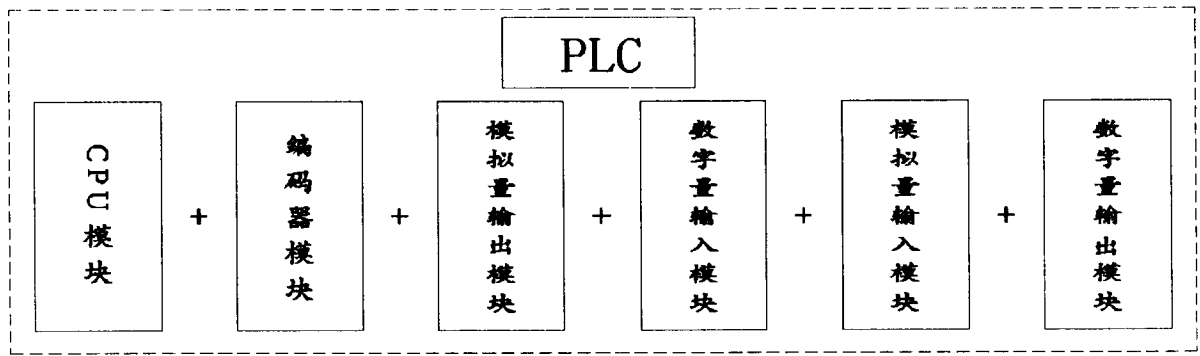 PLC
CPU模块
+
编码器模块
+
模拟量输出模块
+
数字量输入模块
+
模拟量输入模块
+
数字量输出模块